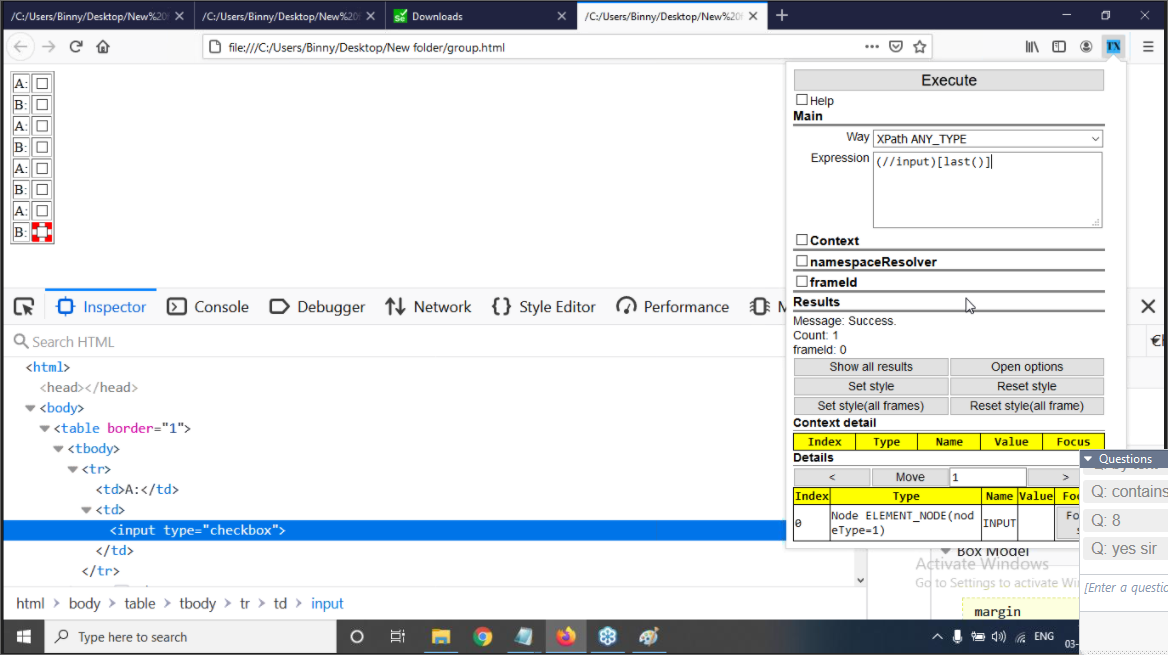 /C:/Users/Binny/Desktop/New%20f
/C:/Users/Binny/Desktop/New%20f
Downloads
/C:/Users/Binny/Desktop/New%20f
file:///C:/Users/Binny/Desktop/New folder/group.html
TX
A:
B:
A:
B:
A:
B:
A:
B:
Execute
Help
Main
Way XPath ANY_TYPE
Expression (//input)[last()]
Context
namespaceResolver
frameId
Results
Message: Success.
Count: 1
frameId: 0
Show all results Open options
Set style Reset style
Set style(all frames) Reset style(all frame)
Context detail
Index Type Name Value Focus
Details
< Move 1 >
Index Type Name Value
0 Node ELEMENT_NODE(nodeType=1) INPUT
Inspector Console Debugger Network Style Editor Performance
Search HTML
<html>
<head></head>
<body>
<table border="1">
<tbody>
<tr>
<td>A:</td>
<td>
<input type="checkbox">
</td>
</tr>
html > body > table > tbody > tr > td > input
Questions
Q: contains
Q: 8
Q: yes sir
[Enter a questio
Box Model
Activate Windows
Go to Settings to activate Wi
margin
Type here to search
ENG
03-